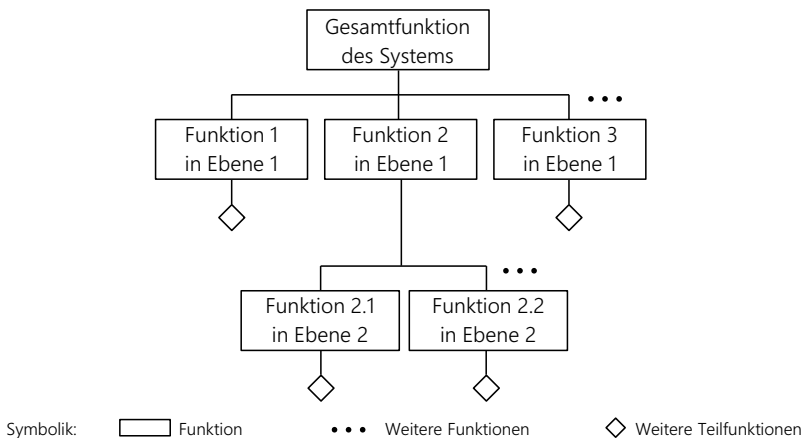 Gesamtfunktion
des Systems
Funktion 1
in Ebene 1
Funktion 2
in Ebene 1
Funktion 3
in Ebene 1
Funktion 2.1
in Ebene 2
Funktion 2.2
in Ebene 2
Symbolik: Funktion Weitere Funktionen Weitere Teilfunktionen